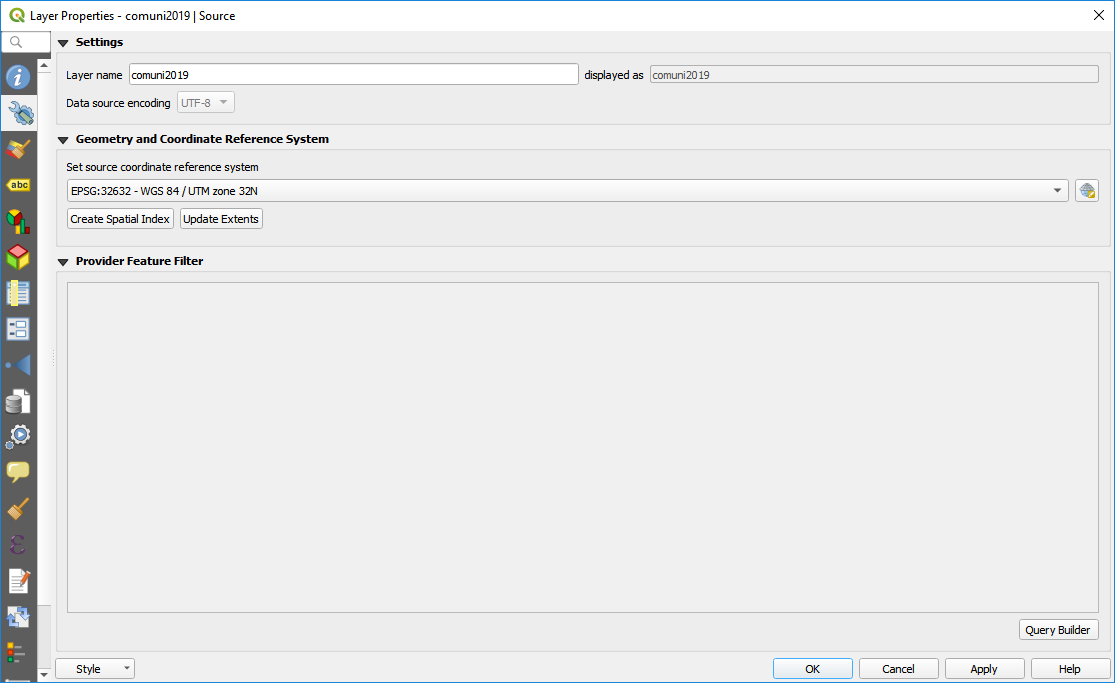 Layer Properties - comuni2019 | Source
Settings
Layer name comuni2019 displayed as comuni2019
Data source encoding UTF-8
abc
Geometry and Coordinate Reference System
Set source coordinate reference system
EPSG:32632 - WGS 84 / UTM zone 32N
Create Spatial Index Update Extents
Provider Feature Filter
Query Builder
Style OK Cancel Apply Help